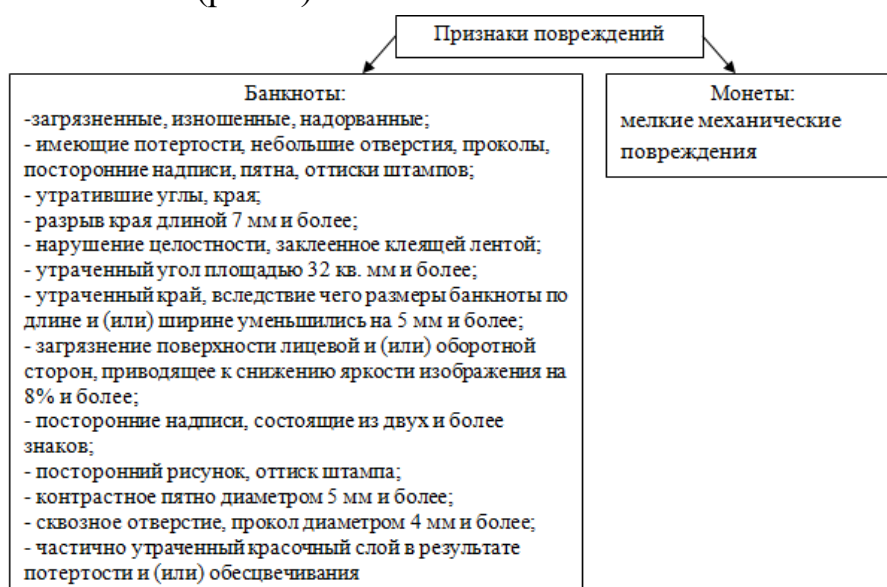 Признаки повреждений
Банкноты:
-загрязненные, изношенные, надорванные;
- имеющие потертости, небольшие отверстия, проколы,
посторонние надписи, пятна, оттиски штампов;
- утратившие углы, края;
- разрыв края длиной 7 мм и более;
- нарушение целостности, заклеенное клеящей лентой;
- утраченный угол площадью 32 кв. мм и более;
- утраченный край, вследствие чего размеры банкноты по
длине и (или) ширине уменьшились на 5 мм и более;
- загрязнение поверхности лицевой и (или) оборотной
сторон, приводящее к снижению яркости изображения на
8% и более;
- посторонние надписи, состоящие из двух и более
знаков;
- посторонний рисунок, оттиск штампа;
- контрастное пятно диаметром 5 мм и более;
- сквозное отверстие, прокол диаметром 4 мм и более;
- частично утраченный красочный слой в результате
потертости и (или) обесцвечивания
Монеты:
мелкие механические
повреждения